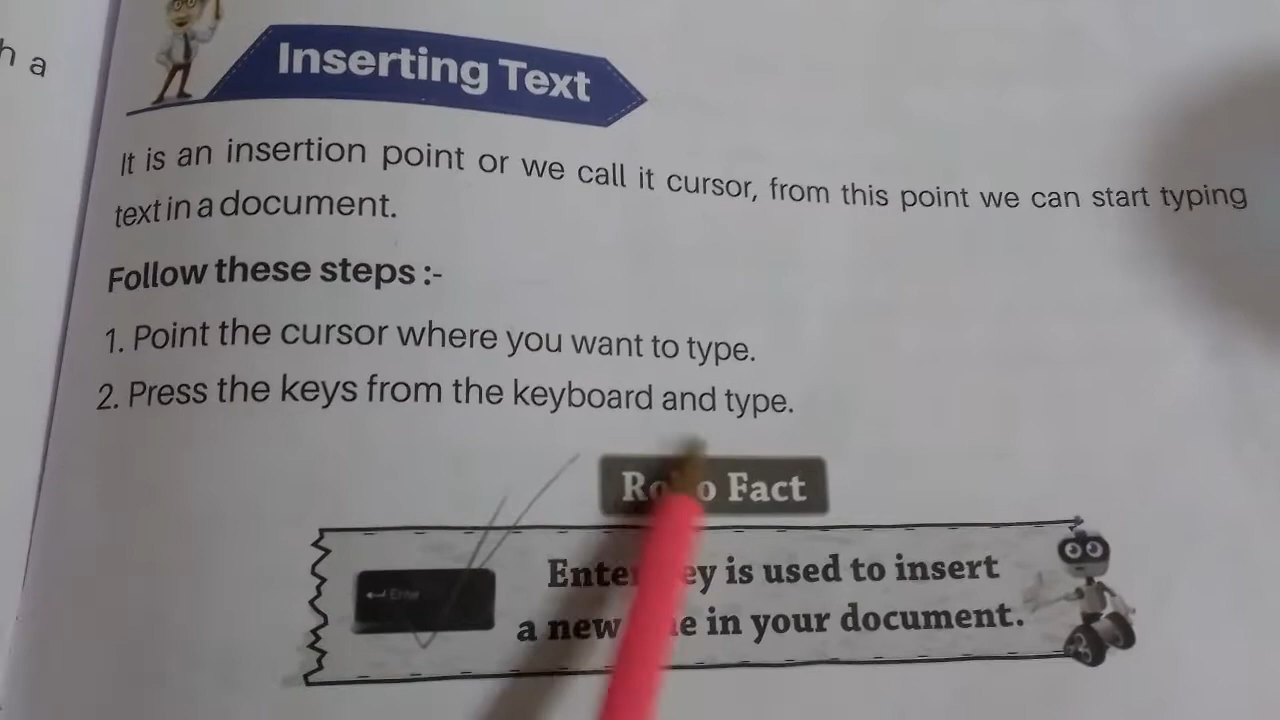 h a
Inserting Text
It is an insertion point or we call it cursor, from this point we can start typing
text in a document.
Follow these steps :-
1. Point the cursor where you want to type.
2. Press the keys from the keyboard and type.
Fact
Enter
is used to insert
a new in your document.